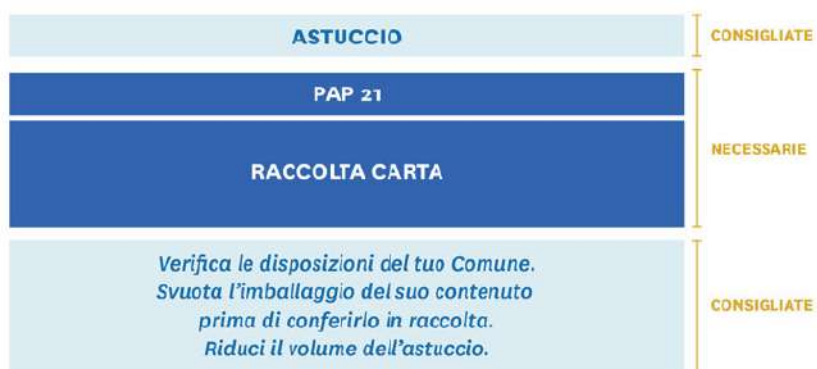 ASTUCCIO
CONSIGLIATE
PAP 21
RACCOLTA CARTA
NECESSARIE
Verifica le disposizioni del tuo Comune.
Svuota l'imballaggio del suo contenuto
prima di conferirlo in raccolta.
Riduci il volume dell'astuccio.
CONSIGLIATE